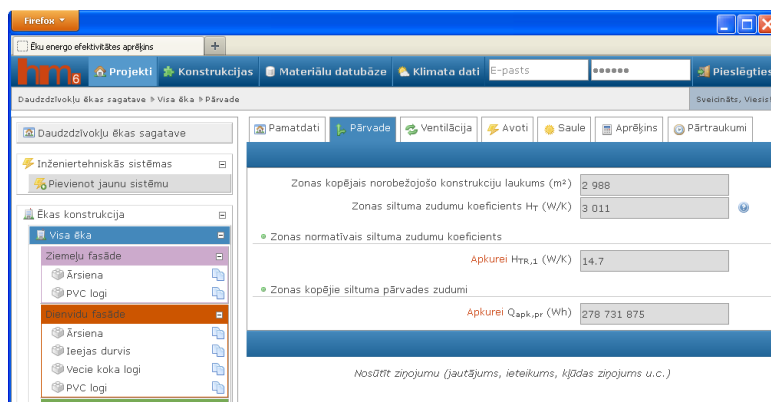 Firefox
Ēku energo efektivitātes aprēķins
hm6 Projekti Konstrukcijas Materiālu datubāze Klimata dati E-pasts •••••• Pieslēgties
Daudzdzīvokļu ēkas sagatave » Visa ēka » Pārvade Sveicināts, Viesis!
Daudzdzīvokļu ēkas sagatave
Pamatdati Pārvade Ventilācija Avoti Saule Aprēķins Pārtraukumi
Inženiertehniskās sistēmas
Pievienot jaunu sistēmu
Ēkas konstrukcija
Visa ēka
Ziemeļu fasāde
Ārsiena
PVC logi
Dienvidu fasāde
Ārsiena
Ieejas durvis
Vecie koka logi
PVC logi
Zonas kopējais norobežojošo konstrukciju laukums (m²) 2 988
Zonas siltuma zudumu koeficients H_T (W/K) 3 011
Zonas normatīvais siltuma zudumu koeficients
Apkurei H_TR,1 (W/K) 14.7
Zonas kopējie siltuma pārvades zudumi
Apkurei Q_apk,pr (Wh) 278 731 875
Nosūtīt ziņojumu (jautājums, ieteikums, kļūdas ziņojums u.c.)